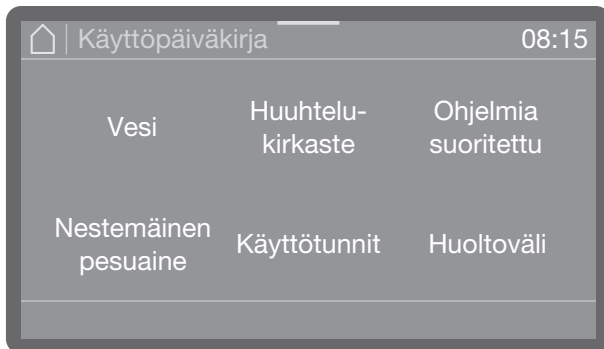 Käyttöpäiväkirja 08:15
Vesi
Huuhtelu-
kirkaste
Ohjelmia
suoritettu
Nestemäinen
pesuaine
Käyttötunnit
Huoltoväli